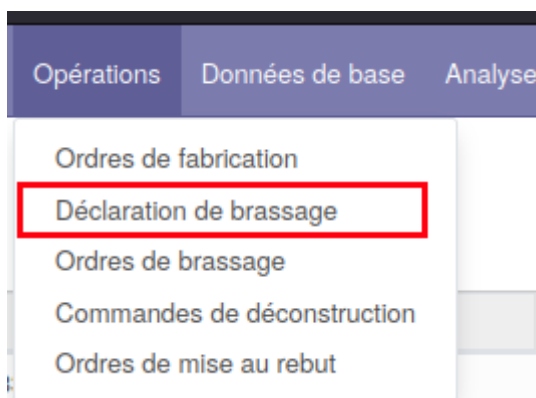 Opérations Données de base Analyse
Ordres de fabrication
Déclaration de brassage
Ordres de brassage
Commandes de déconstruction
Ordres de mise au rebut